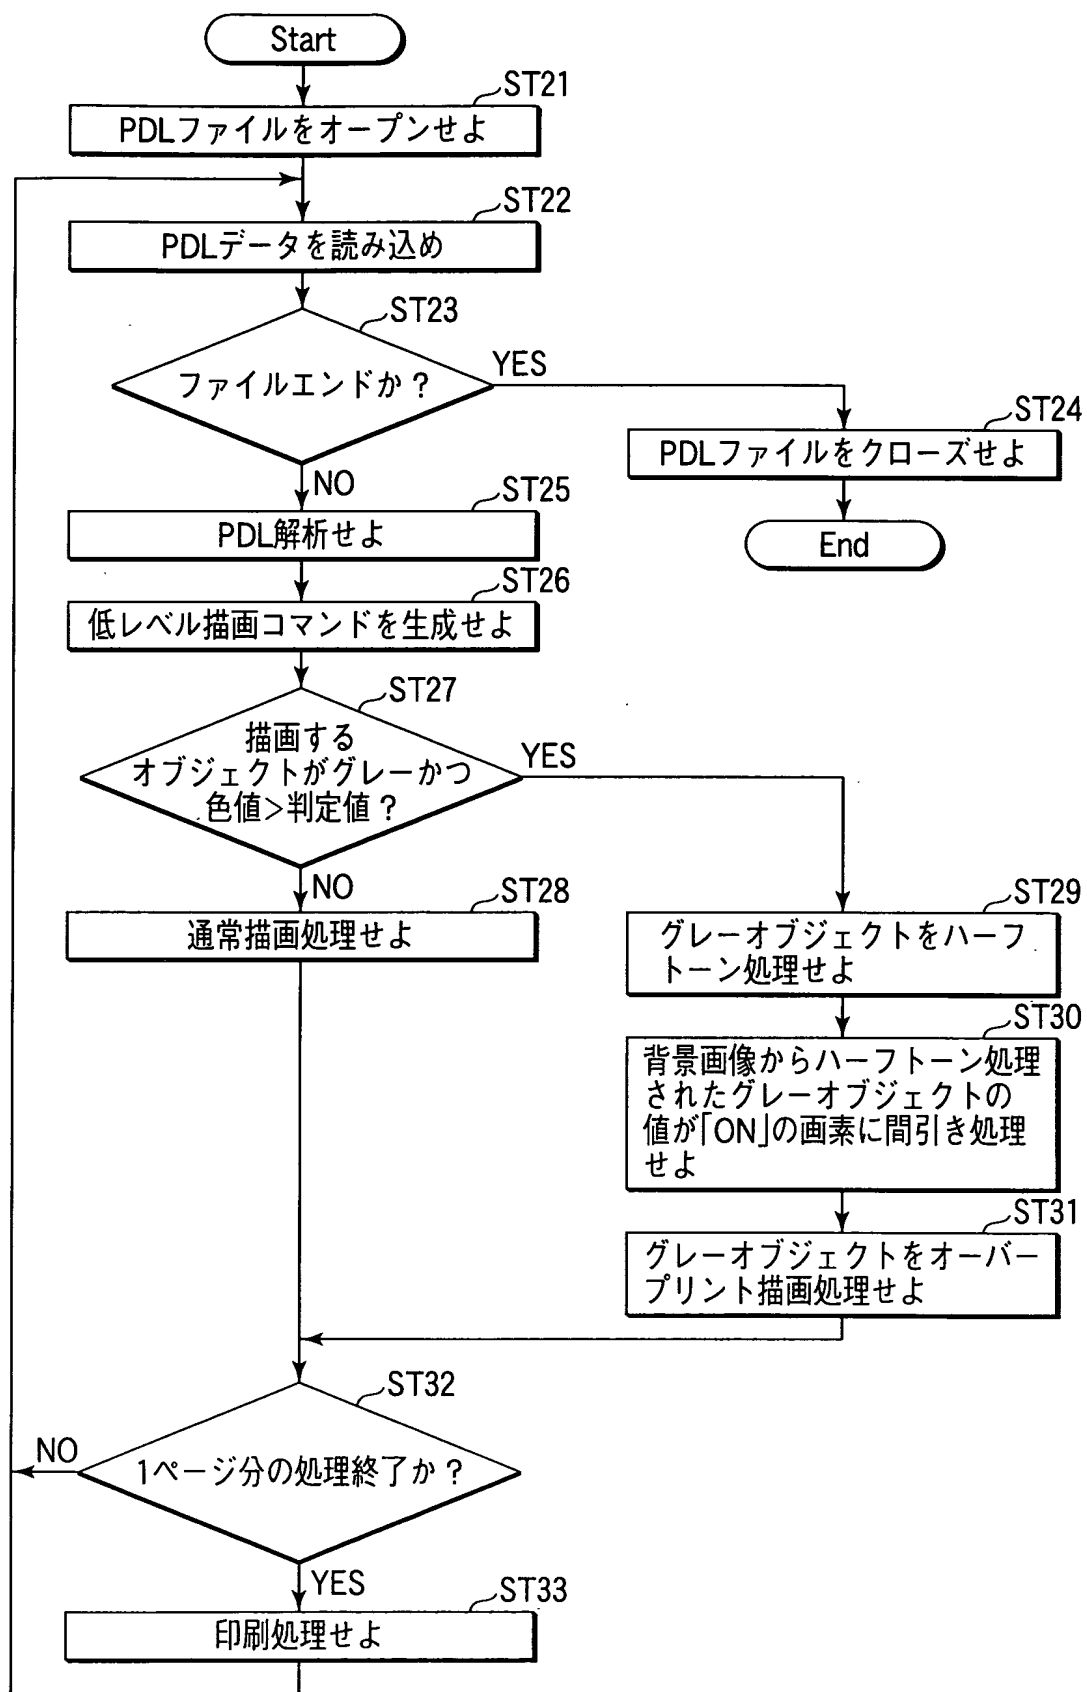 Start
ST21
PDLファイルをオープンせよ
ST22
PDLデータを読み込め
ST23
ファイルエンドか？
YES
ST24
PDLファイルをクローズせよ
End
NO
ST25
PDL解析せよ
ST26
低レベル描画コマンドを生成せよ
ST27
描画する
オブジェクトがグレーかつ
色値>判定値？
YES
NO
ST28
通常描画処理せよ
ST29
グレーオブジェクトをハーフ
トーン処理せよ
ST30
背景画像からハーフトーン処理
されたグレーオブジェクトの
値が「ON」の画素に間引き処理
せよ
ST31
グレーオブジェクトをオーバー
プリント描画処理せよ
ST32
1ページ分の処理終了か？
NO
YES
ST33
印刷処理せよ